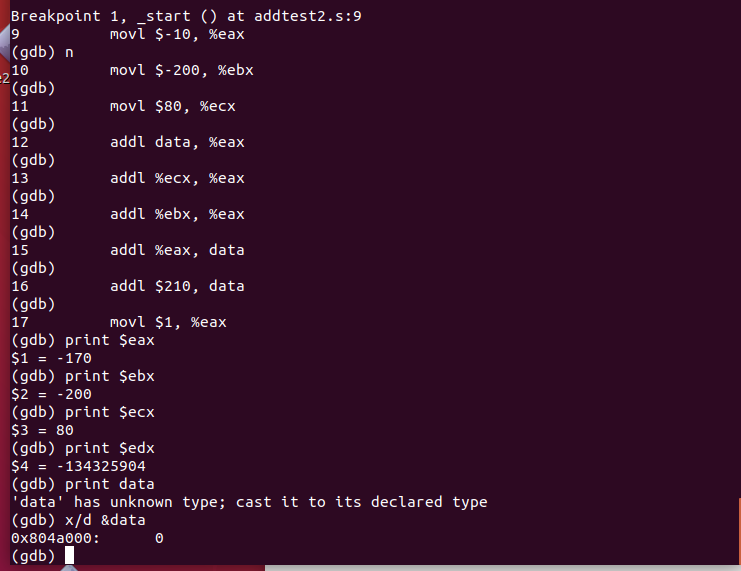 Breakpoint 1, _start () at addtest2.s:9
9          movl $-10, %eax
(gdb) n
10         movl $-200, %ebx
(gdb)
11         movl $80, %ecx
(gdb)
12         addl data, %eax
(gdb)
13         addl %ecx, %eax
(gdb)
14         addl %ebx, %eax
(gdb)
15         addl %eax, data
(gdb)
16         addl $210, data
(gdb)
17         movl $1, %eax
(gdb) print $eax
$1 = -170
(gdb) print $ebx
$2 = -200
(gdb) print $ecx
$3 = 80
(gdb) print $edx
$4 = -134325904
(gdb) print data
'data' has unknown type; cast it to its declared type
(gdb) x/d &data
0x804a000:      0
(gdb)